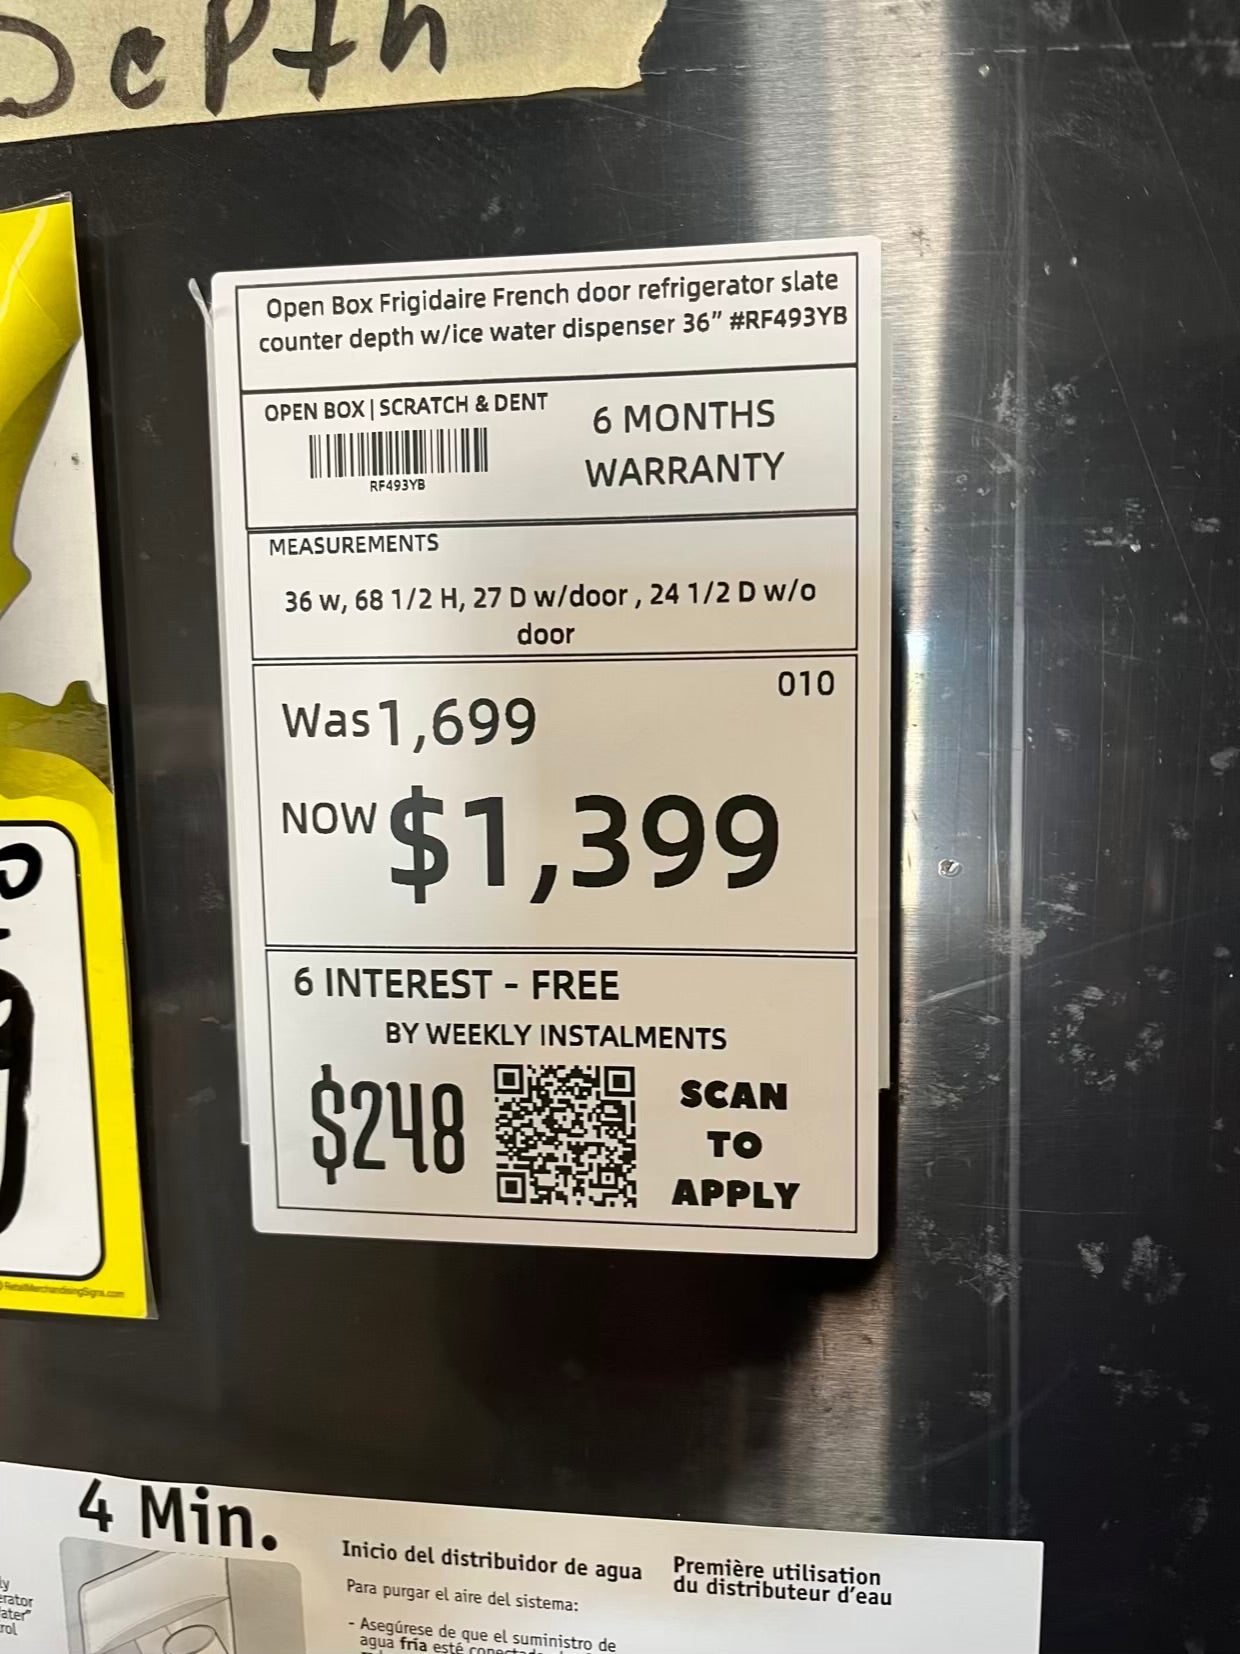 Depth
Open Box Frigidaire French door refrigerator slate
counter depth w/ice water dispenser 36” #RF493YB
OPEN BOX | SCRATCH & DENT
RF493YB
6 MONTHS
WARRANTY
MEASUREMENTS
36 w, 68 1/2 H, 27 D w/door , 24 1/2 D w/o
door
010
Was 1,699
NOW $1,399
6 INTEREST - FREE
BY WEEKLY INSTALMENTS
$248
SCAN
TO
APPLY
RetailMerchandisingSigns.com
4 Min.
Inicio del distribuidor de agua
Para purgar el aire del sistema:
- Asegúrese de que el suministro de
agua fría esté
Première utilisation
du distributeur d’eau